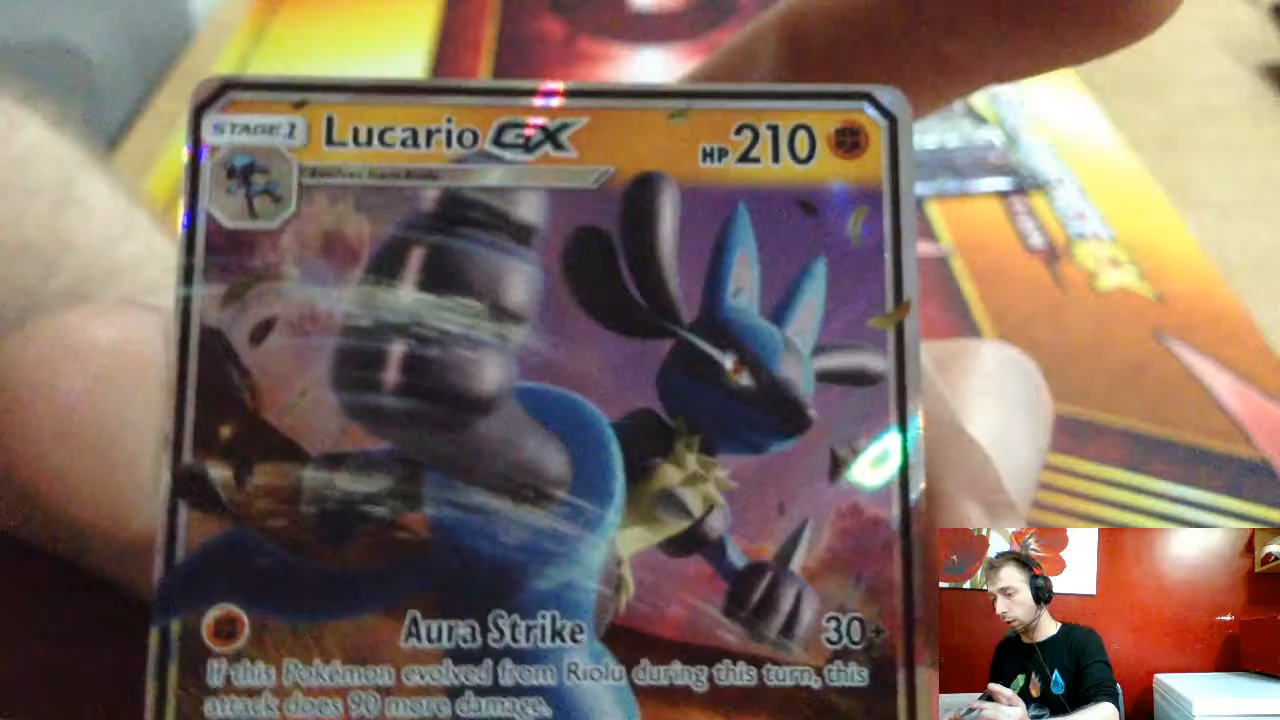 STAGE 1 Lucario GX HP 210
Evolves from Riolu
Aura Strike 30+
If this Pokémon evolved from Riolu during this turn, this
attack does 90 more damage.